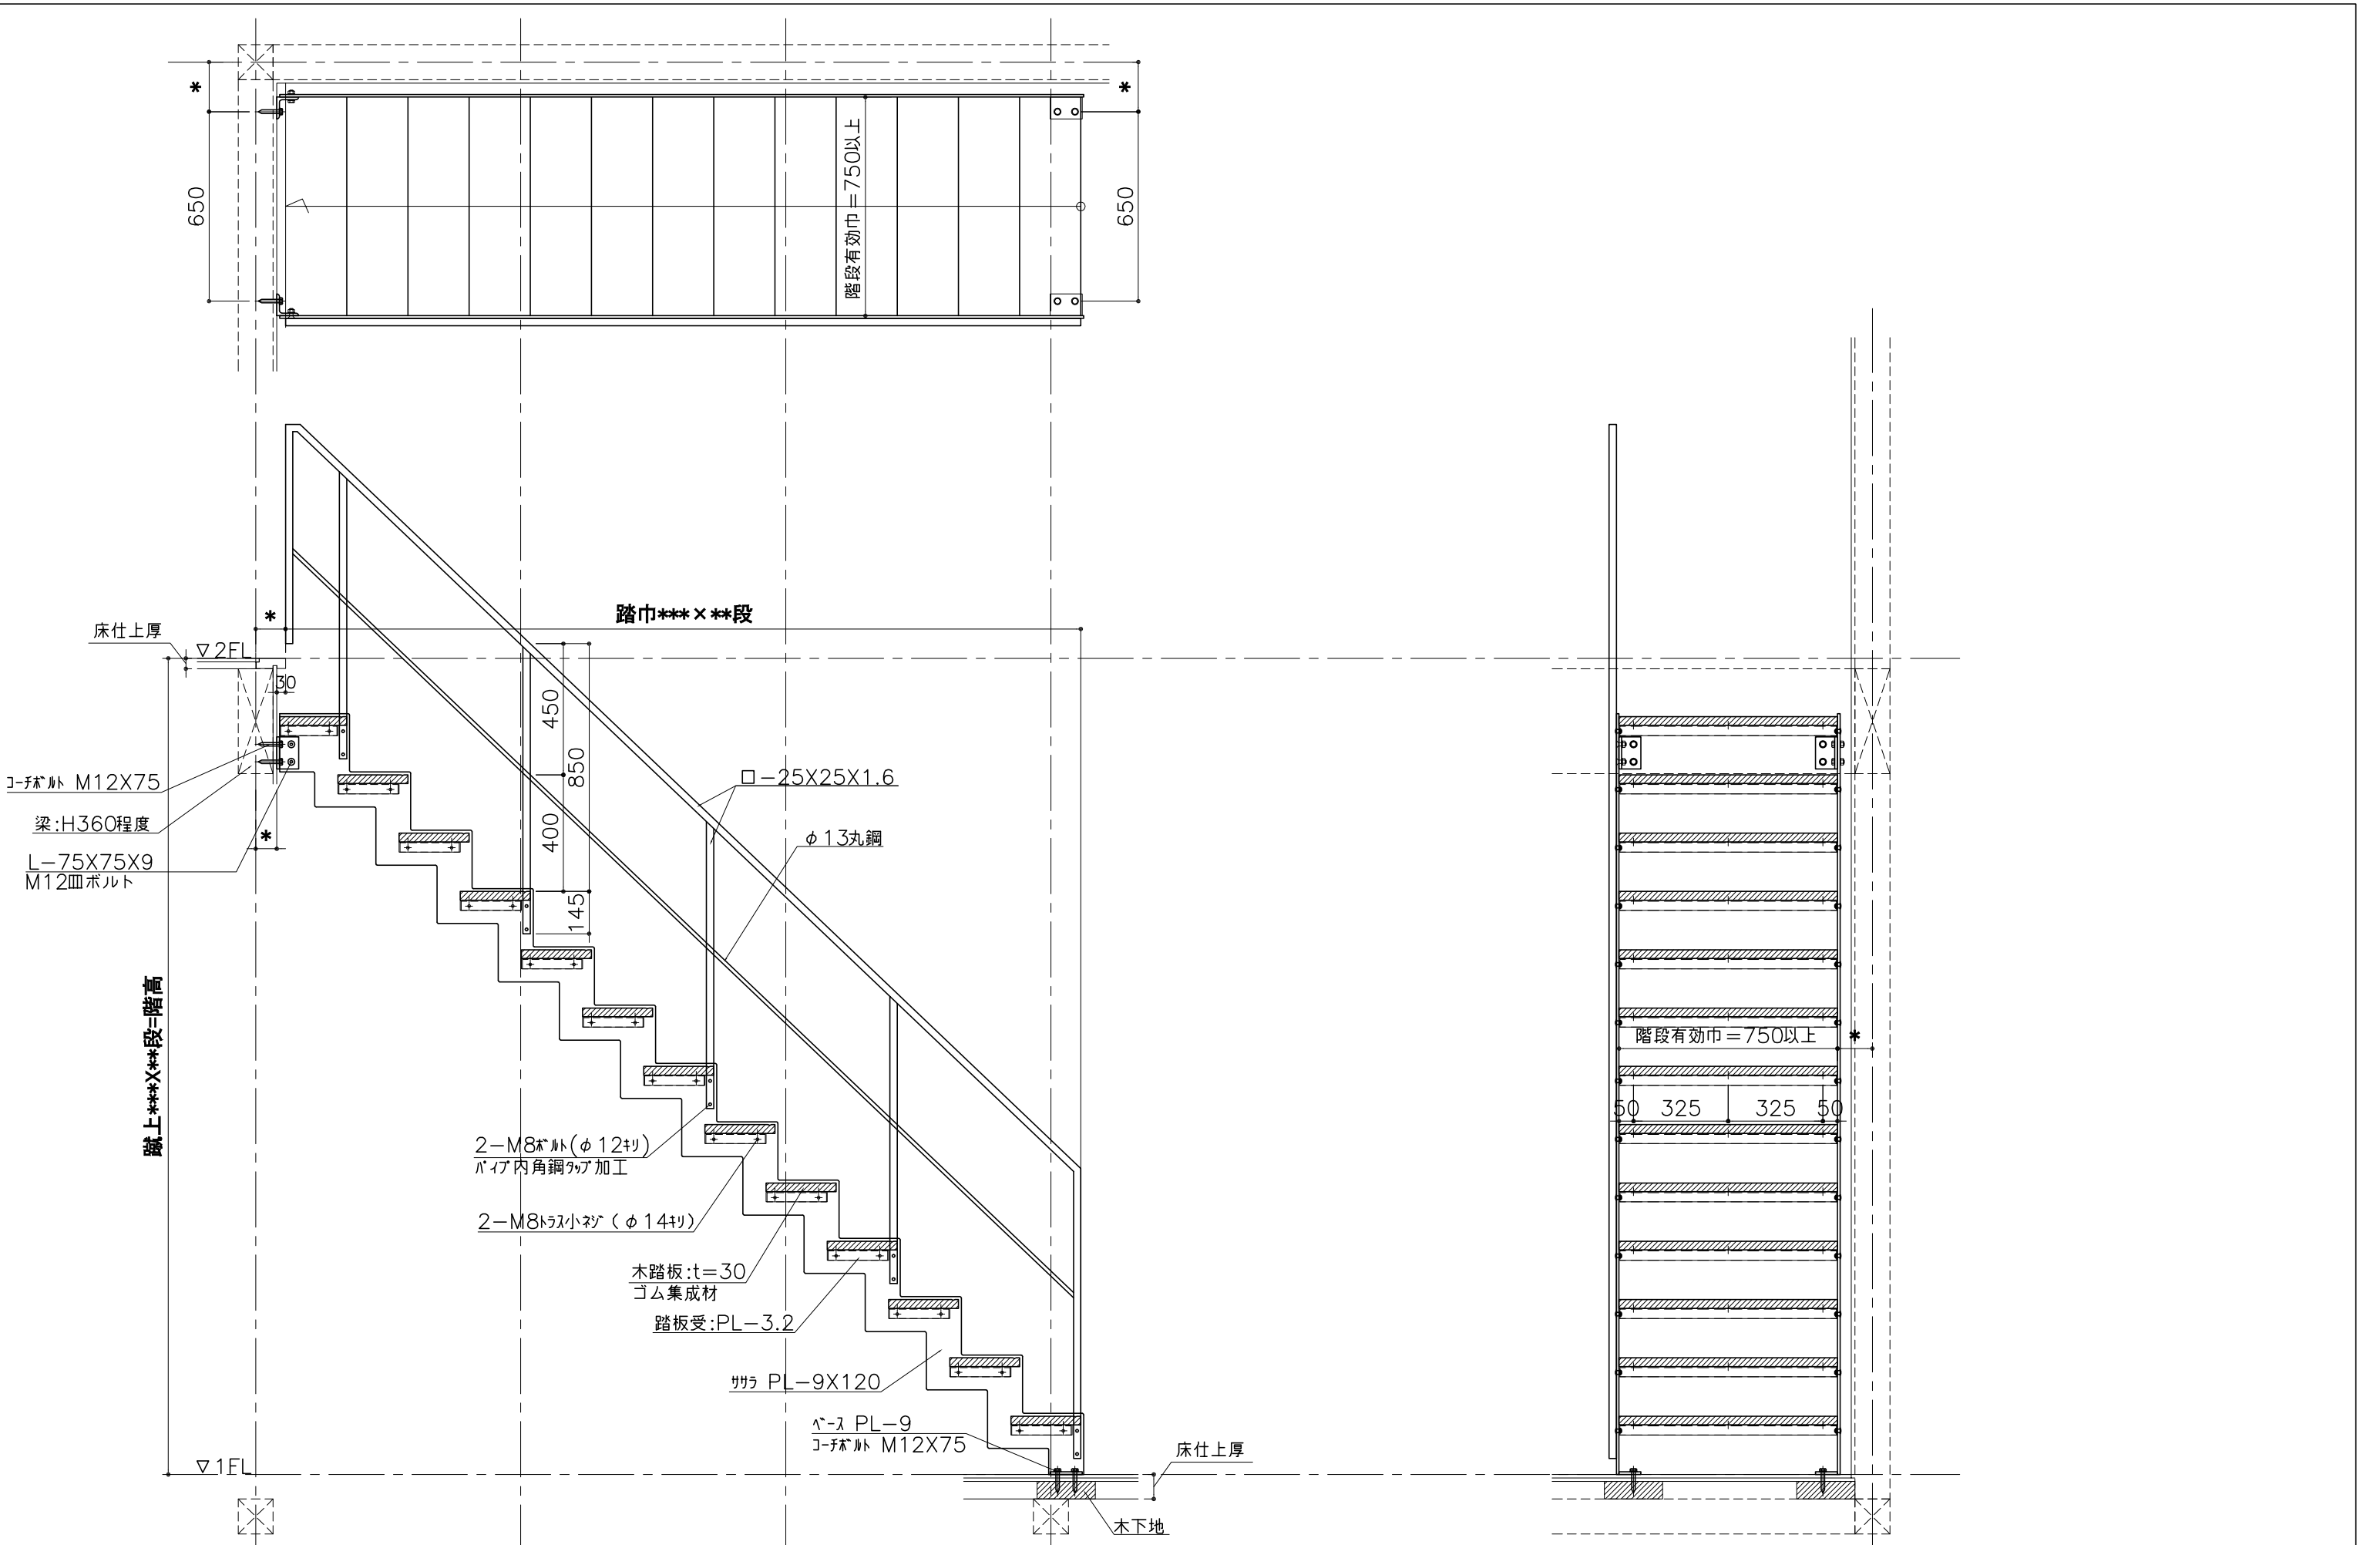 *
*
650
階段有効巾＝750以上
650
踏巾***×**段
*
床仕上厚
▽2FL
30
450
850
コーチボルト M12X75
□−25X25X1.6
梁:H360程度
*
400
φ13丸鋼
L−75X75X9
M12皿ボルト
145
蹴上***X**段=階高
階段有効巾＝750以上
*
50
325
325
50
2−M8ボルト(φ12キリ)
パイプ内角鋼タップ加工
2−M8トラス小ネジ(φ14キリ)
木踏板:t=30
ゴム集成材
踏板受:PL−3.2
ササラ PL−9X120
ベース PL−9
コーチボルト M12X75
床仕上厚
▽1FL
木下地